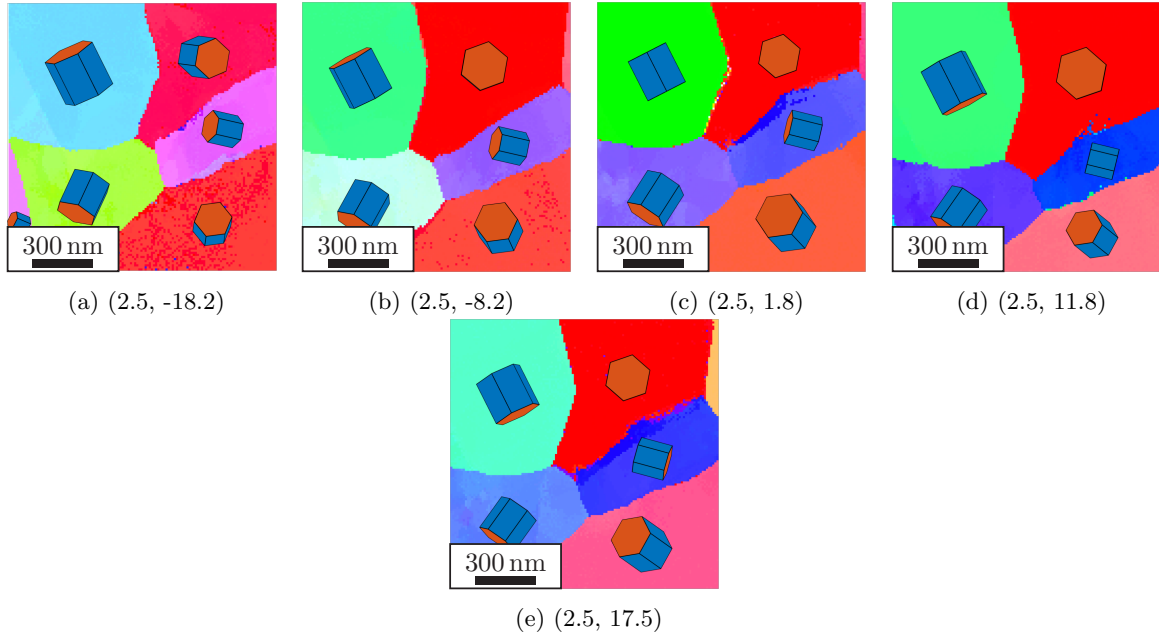 300 nm
300 nm
300 nm
300 nm
(a) (2.5, -18.2)
(b) (2.5, -8.2)
(c) (2.5, 1.8)
(d) (2.5, 11.8)
300 nm
(e) (2.5, 17.5)